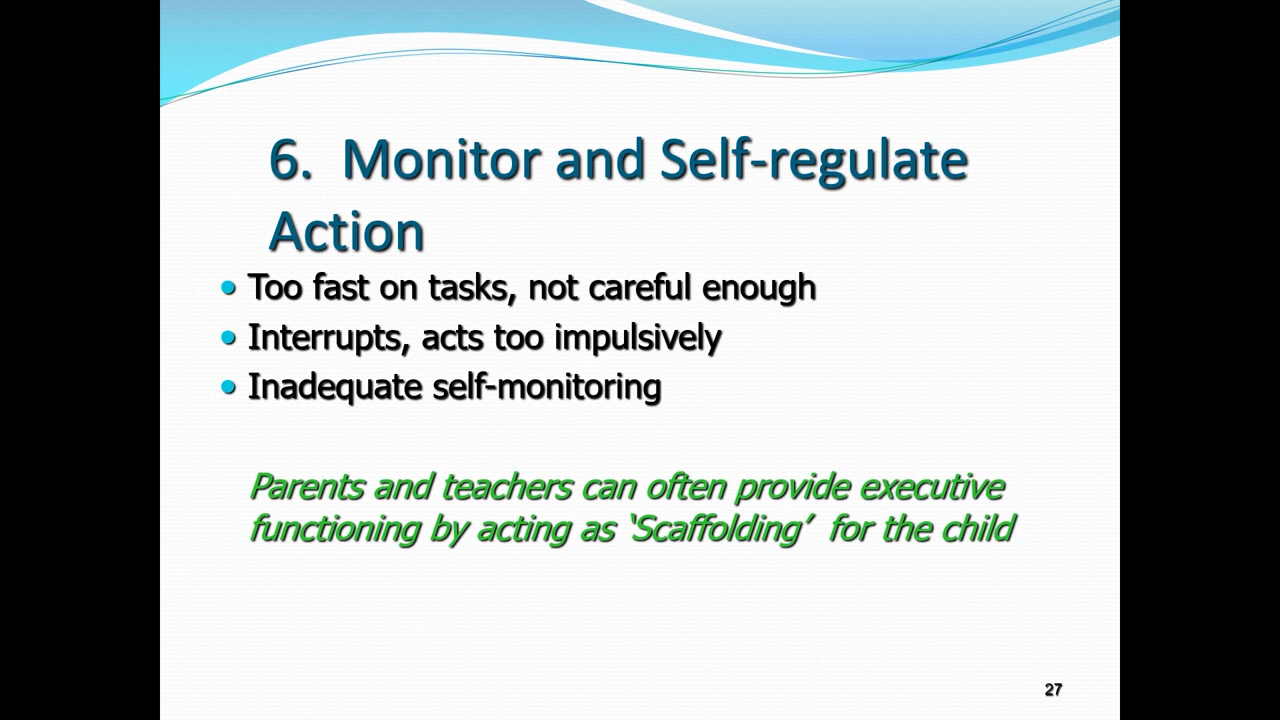 6.  Monitor and Self-regulate
Action
• Too fast on tasks, not careful enough
• Interrupts, acts too impulsively
• Inadequate self-monitoring
Parents and teachers can often provide executive
functioning by acting as ‘Scaffolding’  for the child
27